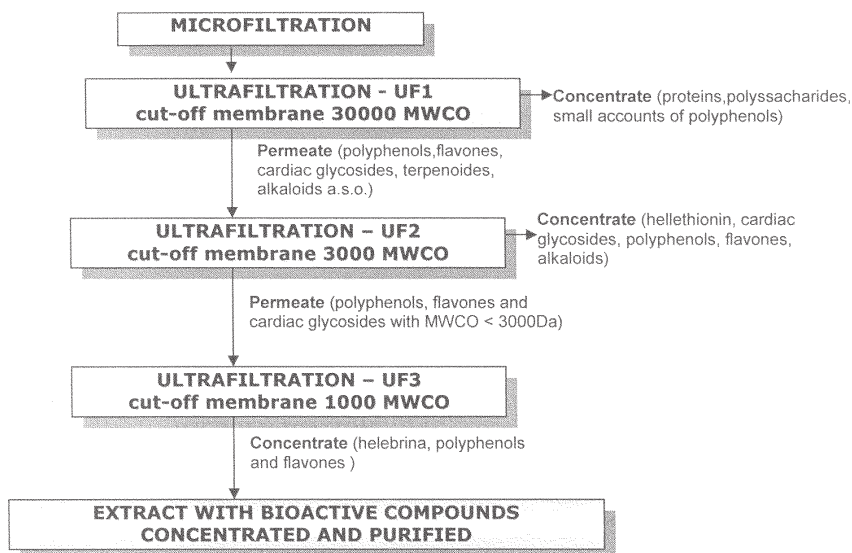 MICROFILTRATION
ULTRAFILTRATION - UF1
cut-off membrane 30000 MWCO
Concentrate (proteins,polyssacharides,
small accounts of polyphenols)
Permeate (polyphenols,flavones,
cardiac glycosides, terpenoides,
alkaloids a.s.o.)
ULTRAFILTRATION – UF2
cut-off membrane 3000 MWCO
Concentrate (hellethionin, cardiac
glycosides, polyphenols, flavones,
alkaloids)
Permeate (polyphenols, flavones and
cardiac glycosides with MWCO < 3000Da)
ULTRAFILTRATION – UF3
cut-off membrane 1000 MWCO
Concentrate (helebrina, polyphenols
and flavones )
EXTRACT WITH BIOACTIVE COMPOUNDS
CONCENTRATED AND PURIFIED